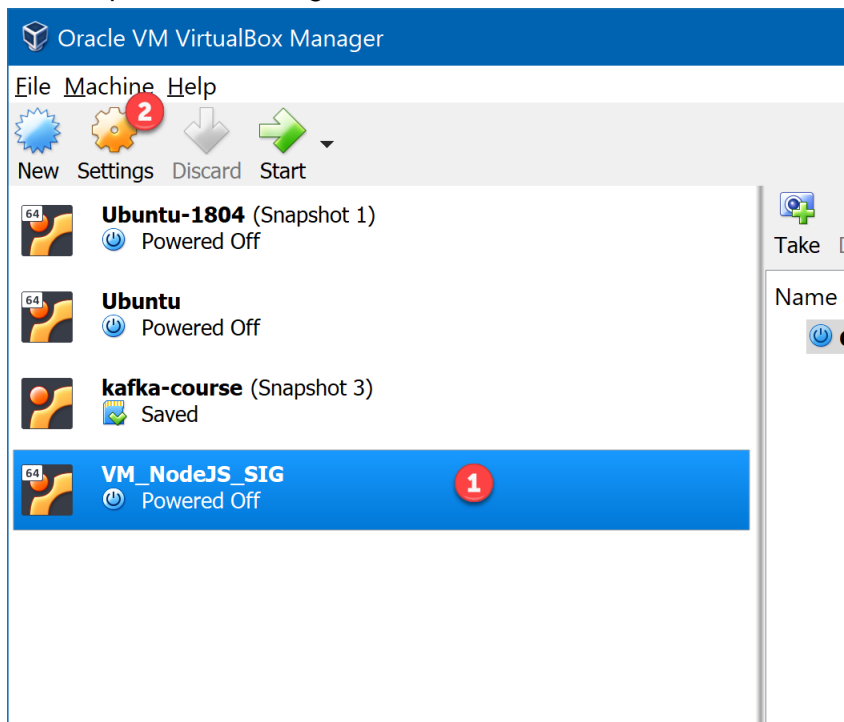 Oracle VM VirtualBox Manager
File Machine Help
2
New Settings Discard Start
64
Ubuntu-1804 (Snapshot 1)
Powered Off
Take
64
Ubuntu
Powered Off
Name
kafka-course (Snapshot 3)
Saved
64
VM_NodeJS_SIG
Powered Off
1